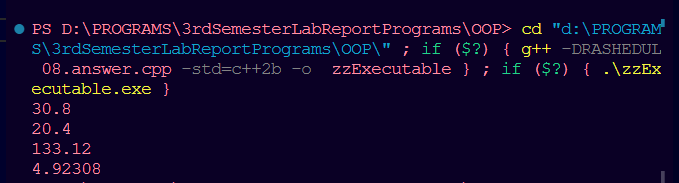 PS D:\PROGRAMS\3rdSemesterLabReportPrograms\OOP> cd "d:\PROGRAM
S\3rdSemesterLabReportPrograms\OOP\" ; if ($?) { g++ -DRASHEDUL
 08.answer.cpp -std=c++2b -o  zzExecutable } ; if ($?) { .\zzEx
ecutable.exe }
30.8
20.4
133.12
4.92308